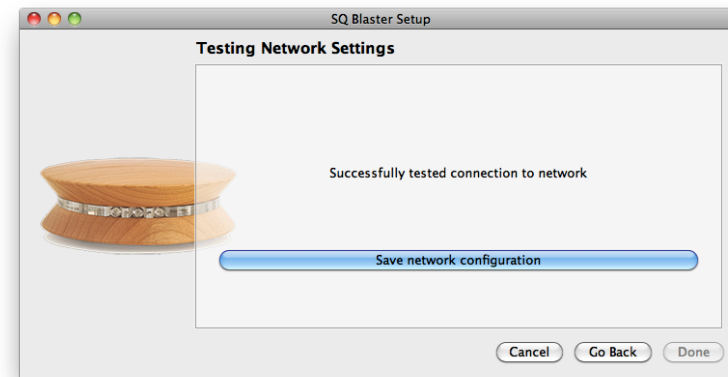 SQ Blaster Setup
Testing Network Settings
Successfully tested connection to network
Save network configuration
Cancel Go Back Done